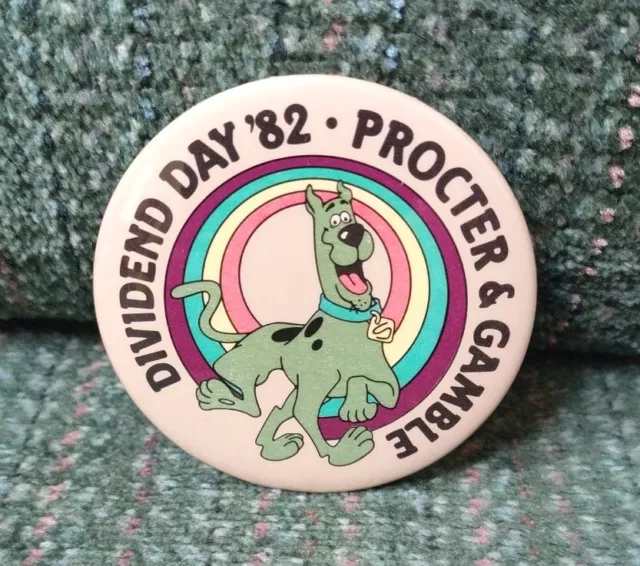 DIVIDEND DAY '82 • PROCTER & GAMBLE